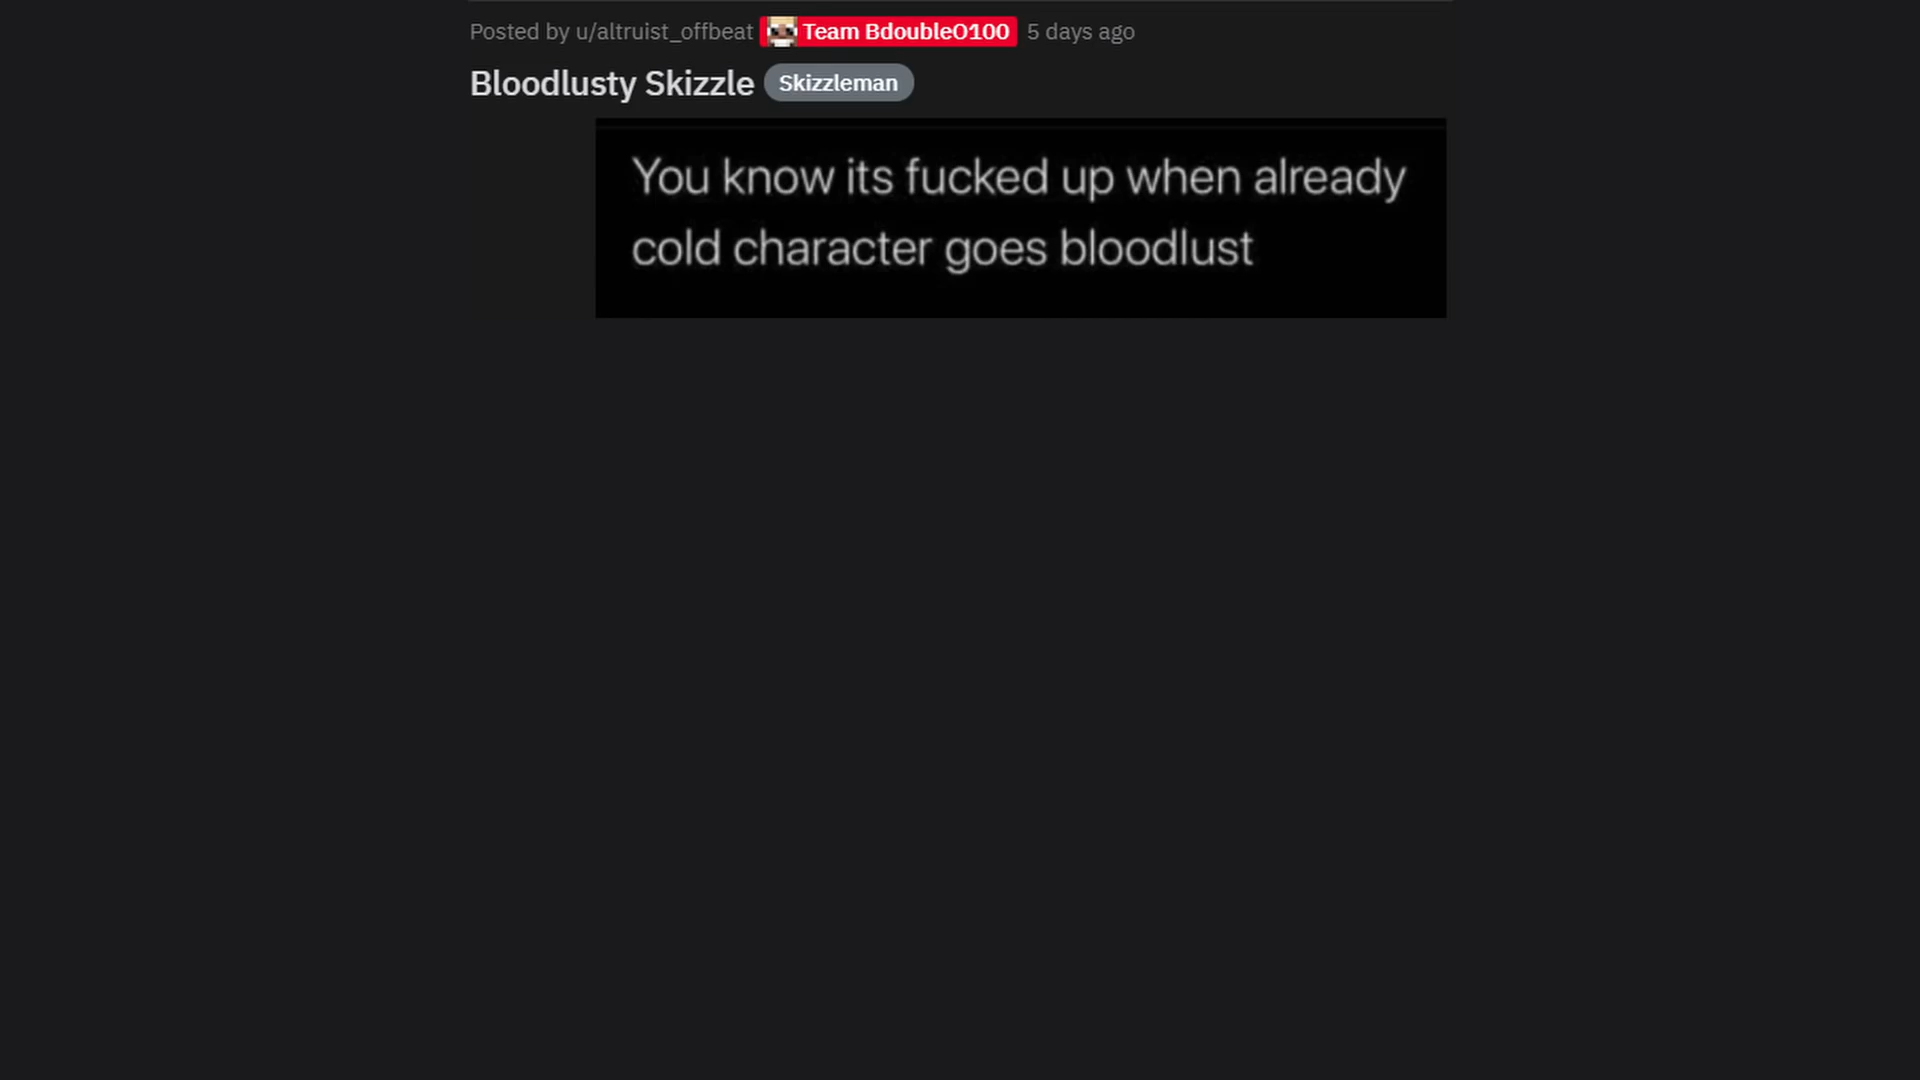 Posted by u/altruist_offbeat Team BdoubleO100 5 days ago
Bloodlusty Skizzle Skizzleman
You know its fucked up when already
cold character goes bloodlust